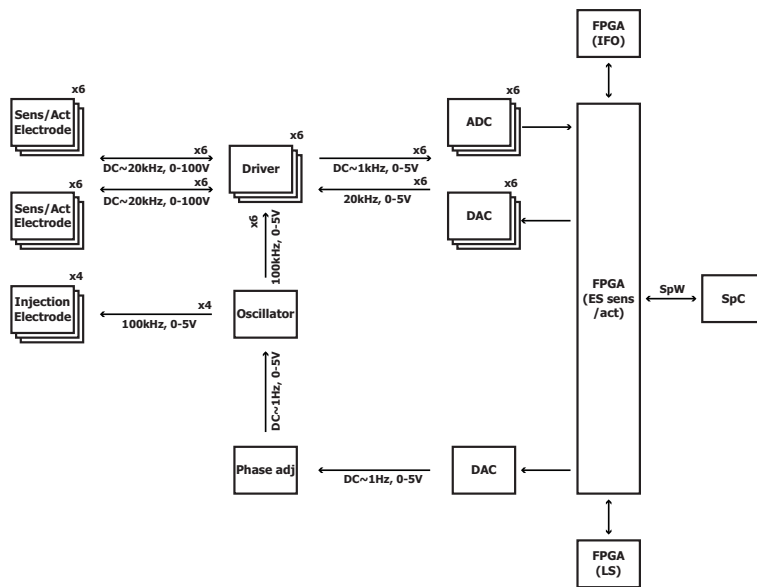 FPGA
(IFO)
x6
Sens/Act
Electrode
x6
DC~20kHz, 0-100V
x6
Driver
x6
DC~1kHz, 0-5V
x6
ADC
x6
Sens/Act
Electrode
x6
DC~20kHz, 0-100V
x6
20kHz, 0-5V
x6
DAC
x6
100kHz, 0-5V
FPGA
(ES sens
/act)
SpW
SpC
x4
Injection
Electrode
x4
100kHz, 0-5V
Oscillator
DC~1Hz, 0-5V
Phase adj
DC~1Hz, 0-5V
DAC
FPGA
(LS)